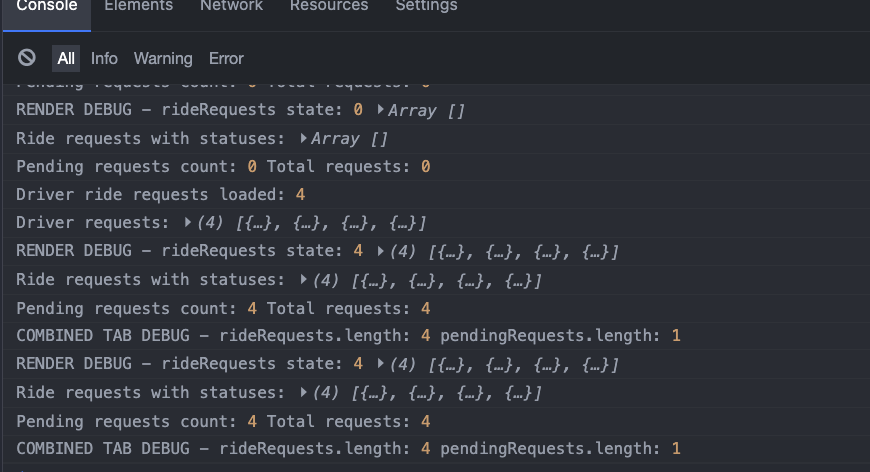 Console Elements Network Resources Settings
All Info Warning Error
Pending requests count: 0 Total requests: 0
RENDER DEBUG – rideRequests state: 0 ▶Array []
Ride requests with statuses: ▶Array []
Pending requests count: 0 Total requests: 0
Driver ride requests loaded: 4
Driver requests: ▶(4) [{…}, {…}, {…}, {…}]
RENDER DEBUG – rideRequests state: 4 ▶(4) [{…}, {…}, {…}, {…}]
Ride requests with statuses: ▶(4) [{…}, {…}, {…}, {…}]
Pending requests count: 4 Total requests: 4
COMBINED TAB DEBUG – rideRequests.length: 4 pendingRequests.length: 1
RENDER DEBUG – rideRequests state: 4 ▶(4) [{…}, {…}, {…}, {…}]
Ride requests with statuses: ▶(4) [{…}, {…}, {…}, {…}]
Pending requests count: 4 Total requests: 4
COMBINED TAB DEBUG – rideRequests.length: 4 pendingRequests.length: 1